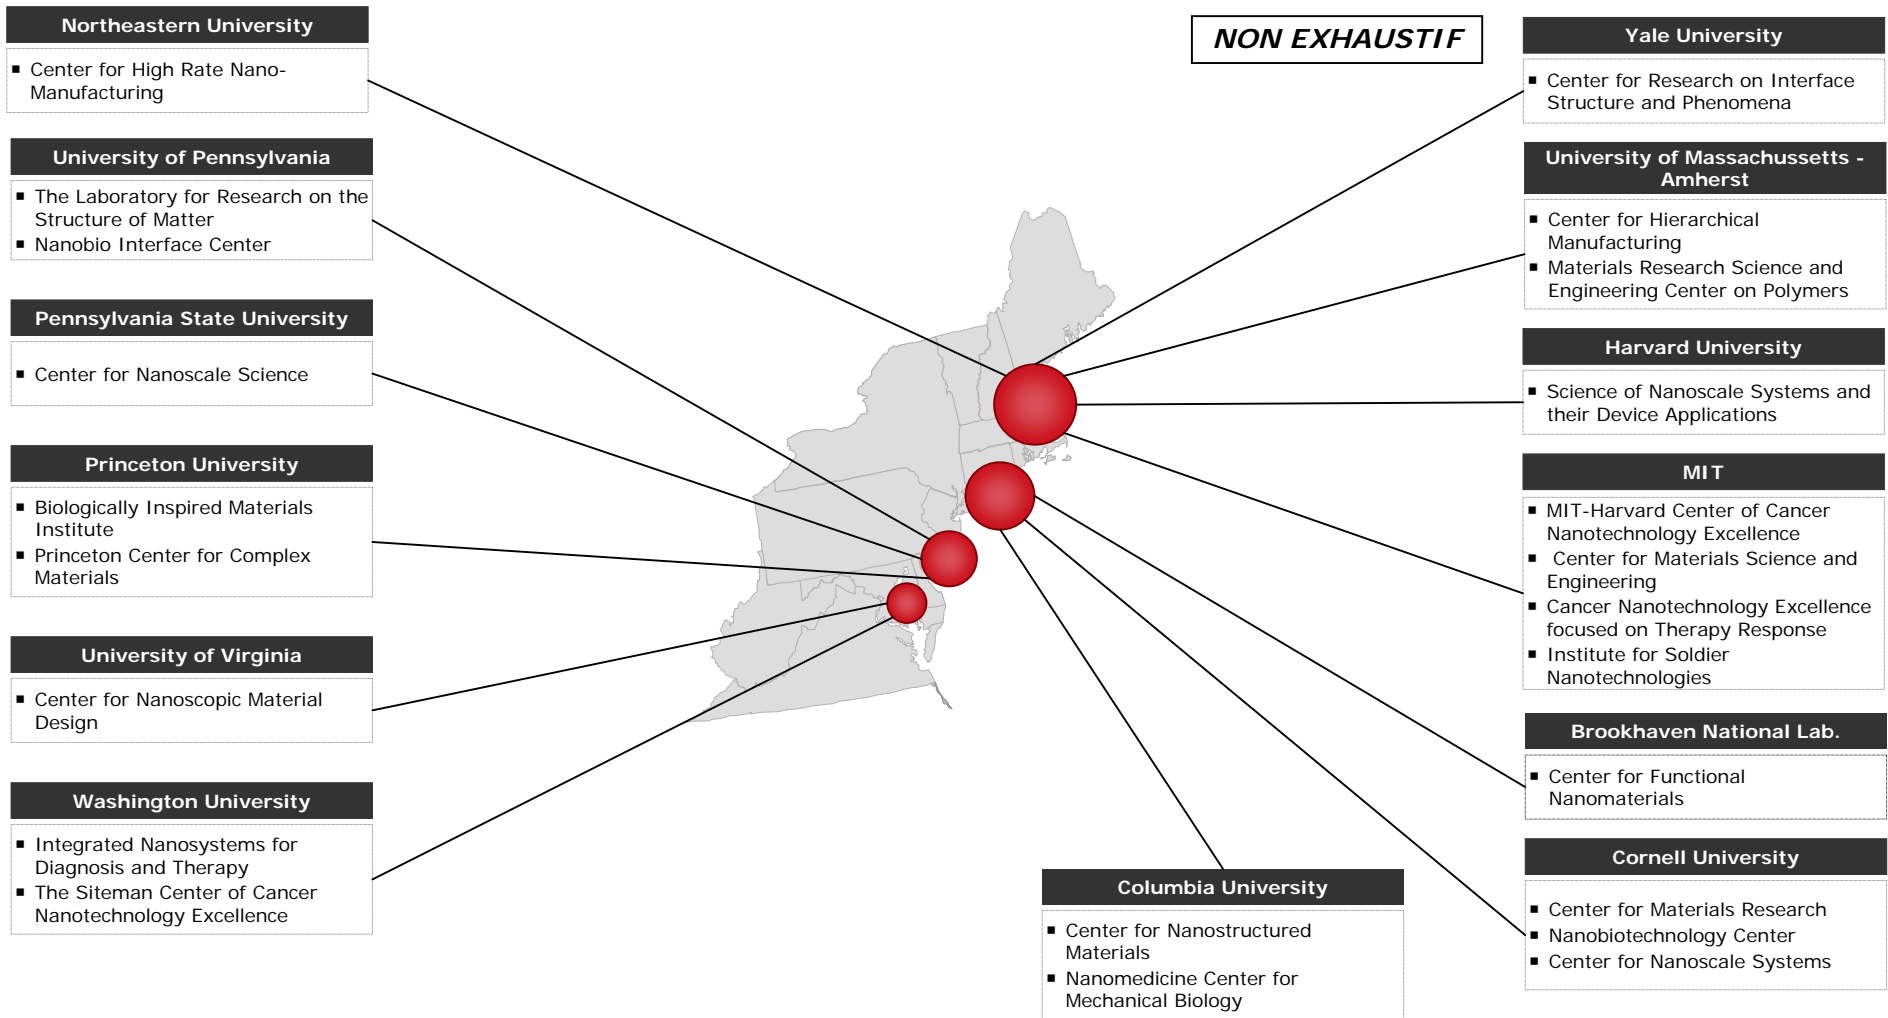 Northeastern University
▪ Center for High Rate Nano-
Manufacturing
University of Pennsylvania
▪ The Laboratory for Research on the
Structure of Matter
▪ Nanobio Interface Center
Pennsylvania State University
▪ Center for Nanoscale Science
Princeton University
▪ Biologically Inspired Materials
Institute
▪ Princeton Center for Complex
Materials
University of Virginia
▪ Center for Nanoscopic Material
Design
Washington University
▪ Integrated Nanosystems for
Diagnosis and Therapy
▪ The Siteman Center of Cancer
Nanotechnology Excellence
NON EXHAUSTIF
Yale University
▪ Center for Research on Interface
Structure and Phenomena
University of Massachussetts -
Amherst
▪ Center for Hierarchical
Manufacturing
▪ Materials Research Science and
Engineering Center on Polymers
Harvard University
▪ Science of Nanoscale Systems and
their Device Applications
MIT
▪ MIT-Harvard Center of Cancer
Nanotechnology Excellence
▪ Center for Materials Science and
Engineering
▪ Cancer Nanotechnology Excellence
focused on Therapy Response
▪ Institute for Soldier
Nanotechnologies
Brookhaven National Lab.
▪ Center for Functional
Nanomaterials
Cornell University
▪ Center for Materials Research
▪ Nanobiotechnology Center
▪ Center for Nanoscale Systems
Columbia University
▪ Center for Nanostructured
Materials
▪ Nanomedicine Center for
Mechanical Biology